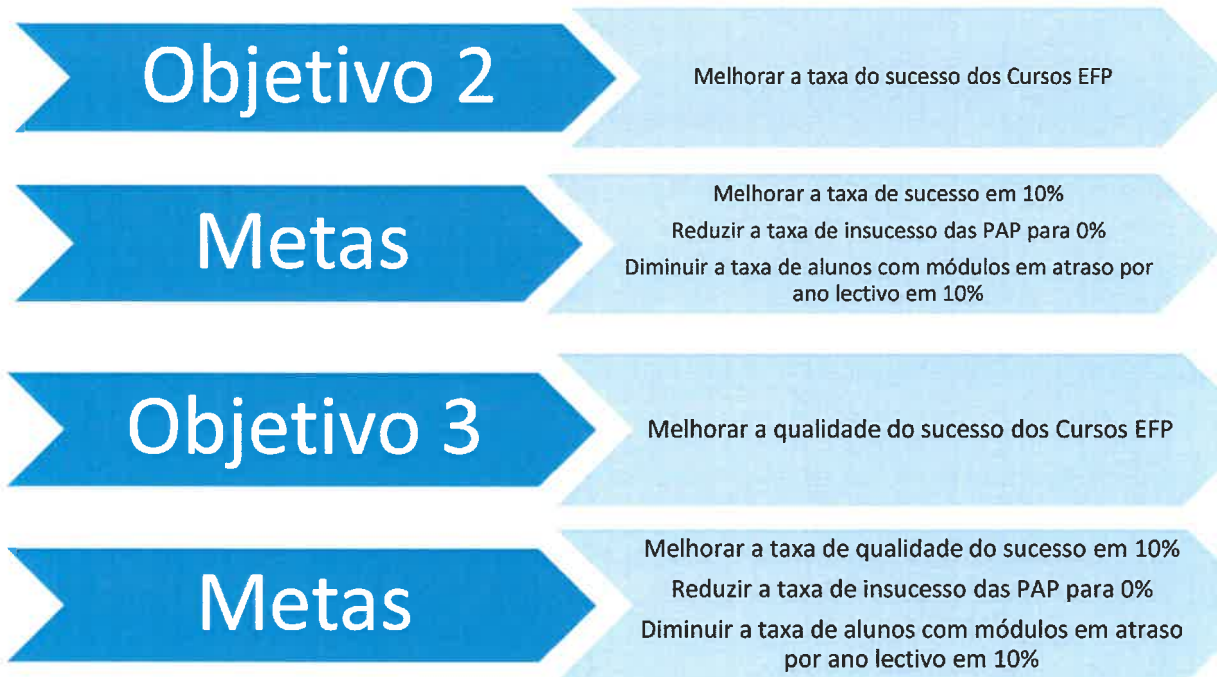 Objetivo 2
Melhorar a taxa do sucesso dos Cursos EFP
Metas
Melhorar a taxa de sucesso em 10%
Reduzir a taxa de insucesso das PAP para 0%
Diminuir a taxa de alunos com módulos em atraso por
ano lectivo em 10%
Objetivo 3
Melhorar a qualidade do sucesso dos Cursos EFP
Metas
Melhorar a taxa de qualidade do sucesso em 10%
Reduzir a taxa de insucesso das PAP para 0%
Diminuir a taxa de alunos com módulos em atraso
por ano lectivo em 10%